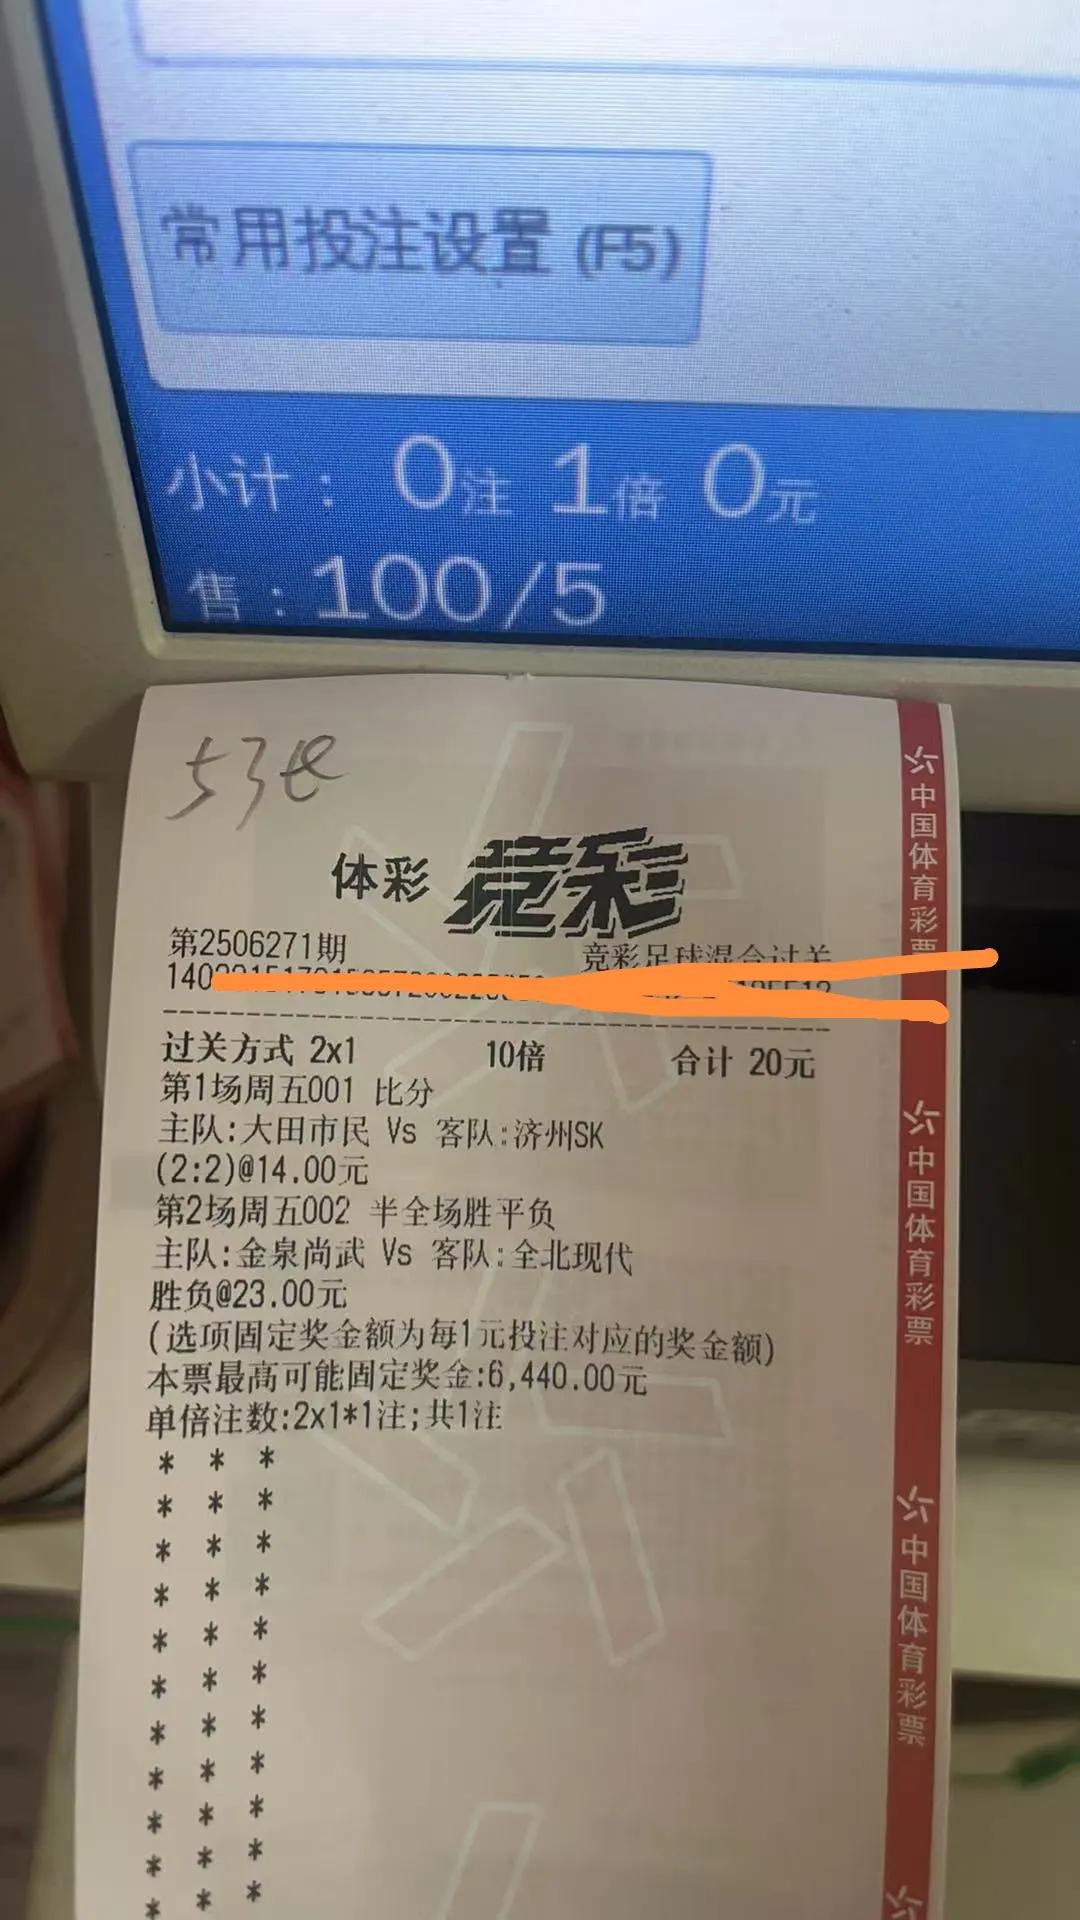 常用投注设置 (F5)
小计： 0注 1倍 0元
售：100/5
体彩 竞彩
第2506271期
竞彩足球混合过关
过关方式 2x1 10倍 合计 20元
第1场周五001 比分
主队:大田市民 Vs 客队:济州SK
(2:2)@14.00元
第2场周五002 半全场胜平负
主队:金泉尚武 Vs 客队:全北现代
胜负@23.00元
(选项固定奖金额为每1元投注对应的奖金额)
本票最高可能固定奖金:6,440.00元
单倍注数:2x1*1注;共1注
* * *
* * *
* * *
* * *
* * *
* * *
* * *
* * *
* * *
* * *
* * *
中国体育彩票
中国体育彩票
中国体育彩票